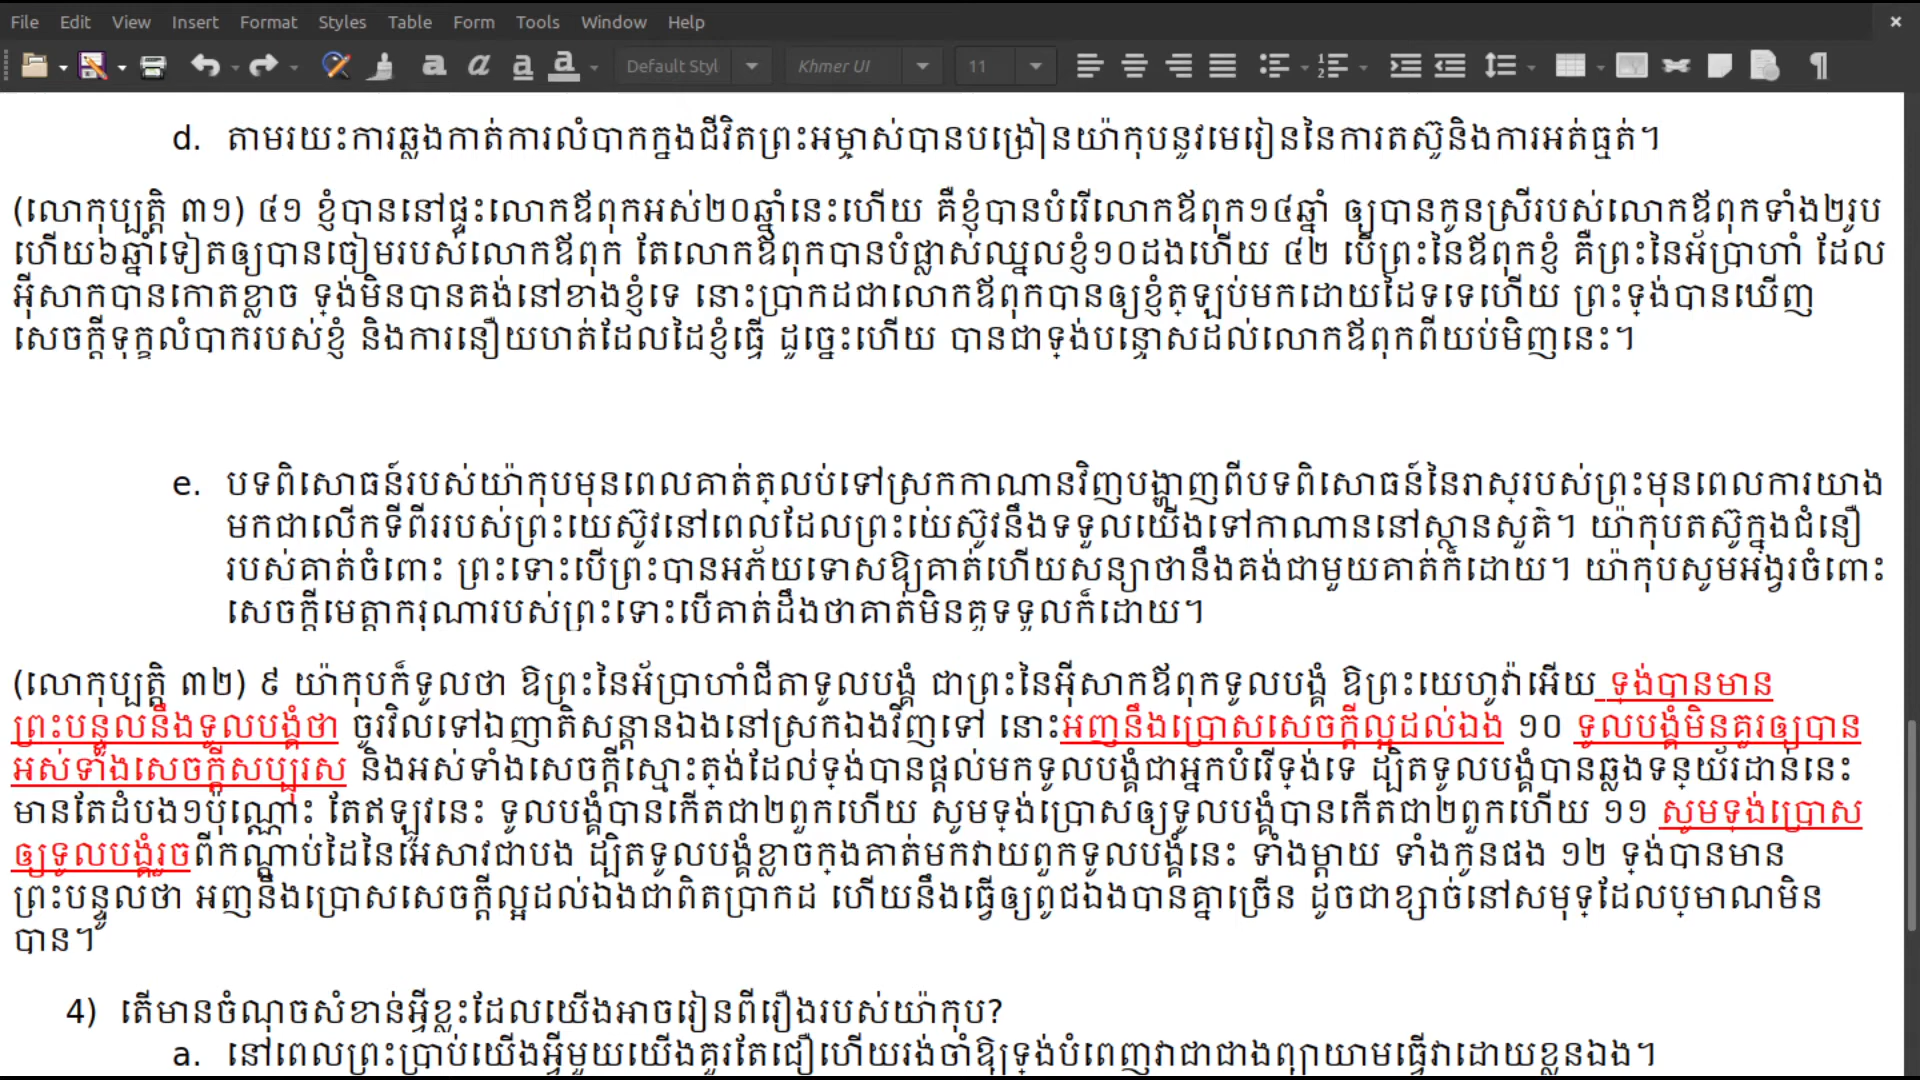 File Edit View Insert Format Styles Table Form Tools Window Help
Default Styl Khmer UI 11
d. តាមរយះការឆ្លងកាត់ការលំបាកក្នុងជីវិតព្រះអម្ចាស់បានបង្រៀនយ៉ាកុបនូវមេរៀននៃការតស៊ូនិងការអត់ធ្មត់។
(លោកុប្បត្តិ ៣១) ៤១ ខ្ញុំបាននៅផ្ទះលោកឪពុកអស់២០ឆ្នាំនេះហើយ គឺខ្ញុំបានបំរើលោកឪពុក១៤ឆ្នាំ ឲ្យបានកូនស្រីរបស់លោកឪពុកទាំង២រូប
ហើយ៦ឆ្នាំទៀតឲ្យបានចៀមរបស់លោកឪពុក តែលោកឪពុកបានបំផ្លាស់ឈ្នួលខ្ញុំ១០ដងហើយ ៤២ បើព្រះនៃឪពុកខ្ញុំ គឺព្រះនៃអ័ប្រាហាំ ដែល
អ៊ីសាកបានកោតខ្លាច ទ្រង់មិនបានគង់នៅខាងខ្ញុំទេ នោះប្រាកដជាលោកឪពុកបានឲ្យខ្ញុំត្រឡប់មកដោយដៃទទេហើយ ព្រះទ្រង់បានឃើញ
សេចក្តីទុក្ខលំបាករបស់ខ្ញុំ និងការនឿយហត់ដែលដៃខ្ញុំធ្វើ ដូច្នេះហើយ បានជាទ្រង់បន្ទោសដល់លោកឪពុកពីយប់មិញនេះ។
e. បទពិសោធន៍របស់យ៉ាកុបមុនពេលគាត់ត្រលប់ទៅស្រុកកាណានវិញបង្ហាញពីបទពិសោធន៍នៃរាស្ត្ររបស់ព្រះមុនពេលការយាង
មកជាលើកទីពីររបស់ព្រះយេស៊ូវនៅពេលដែលព្រះយេស៊ូវនឹងទទួលយើងទៅកាណាននៅស្ថានសួគ៌។ យ៉ាកុបតស៊ូក្នុងជំនឿ
របស់គាត់ចំពោះ ព្រះទោះបើព្រះបានអភ័យទោសឱ្យគាត់ហើយសន្យាថានឹងគង់ជាមួយគាត់ក៏ដោយ។ យ៉ាកុបសូមអង្វរចំពោះ
សេចក្តីមេត្តាករុណារបស់ព្រះទោះបើគាត់ដឹងថាគាត់មិនគួទទួលក៏ដោយ។
(លោកុប្បត្តិ ៣២) ៩ យ៉ាកុបក៏ទូលថា ឱព្រះនៃអ័ប្រាហាំជីតាទូលបង្គំ ជាព្រះនៃអ៊ីសាកឪពុកទូលបង្គំ ឱព្រះយេហូវ៉ាអើយ ទ្រង់បានមាន
ព្រះបន្ទូលនឹងទូលបង្គំថា ចូរវិលទៅឯញាតិសន្តានឯងនៅស្រុកឯងវិញទៅ នោះអញនឹងប្រោសសេចក្តីល្អដល់ឯង ១០ ទូលបង្គំមិនគួរឲ្យបាន
អស់ទាំងសេចក្តីសប្បុរស និងអស់ទាំងសេចក្តីស្មោះត្រង់ដែលទ្រង់បានផ្តល់មកទូលបង្គំជាអ្នកបំរើទ្រង់ទេ ដ្បិតទូលបង្គំបានឆ្លងទន្លេយ័រដាន់នេះ
មានតែដំបង១ប៉ុណ្ណោះ តែឥឡូវនេះ ទូលបង្គំបានកើតជា២ពួកហើយ សូមទ្រង់ប្រោសឲ្យទូលបង្គំបានកើតជា២ពួកហើយ ១១ សូមទ្រង់ប្រោស
ឲ្យទូលបង្គំរួចពីកណ្តាប់ដៃនៃអេសាវជាបង ដ្បិតទូលបង្គំខ្លាចក្រែងគាត់មកវាយពួកទូលបង្គំនេះ ទាំងម្តាយ ទាំងកូនផង ១២ ទ្រង់បានមាន
ព្រះបន្ទូលថា អញនឹងប្រោសសេចក្តីល្អដល់ឯងជាពិតប្រាកដ ហើយនឹងធ្វើឲ្យពូជឯងបានគ្នាច្រើន ដូចជាខ្សាច់នៅសមុទ្រដែលប្រមាណមិន
បាន។
4) តើមានចំណុចសំខាន់អ្វីខ្លះដែលយើងអាចរៀនពីរឿងរបស់យ៉ាកុប?
a. នៅពេលព្រះប្រាប់យើងអ្វីមួយយើងគួរតែជឿហើយរង់ចាំឱ្យទ្រង់បំពេញវាជាជាងព្យាយាមធ្វើវាដោយខ្លួនឯង។